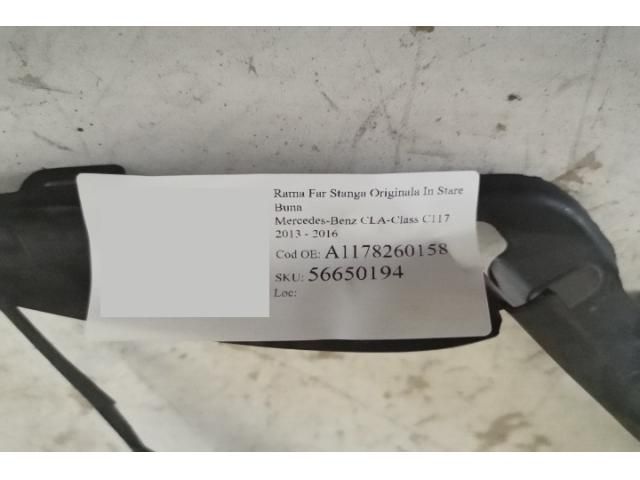 Rama Far Stanga Originala In Stare
Buna
Mercedes-Benz CLA-Class C117
2013 - 2016
Cod OE: A1178260158
SKU: 56650194
Loc: